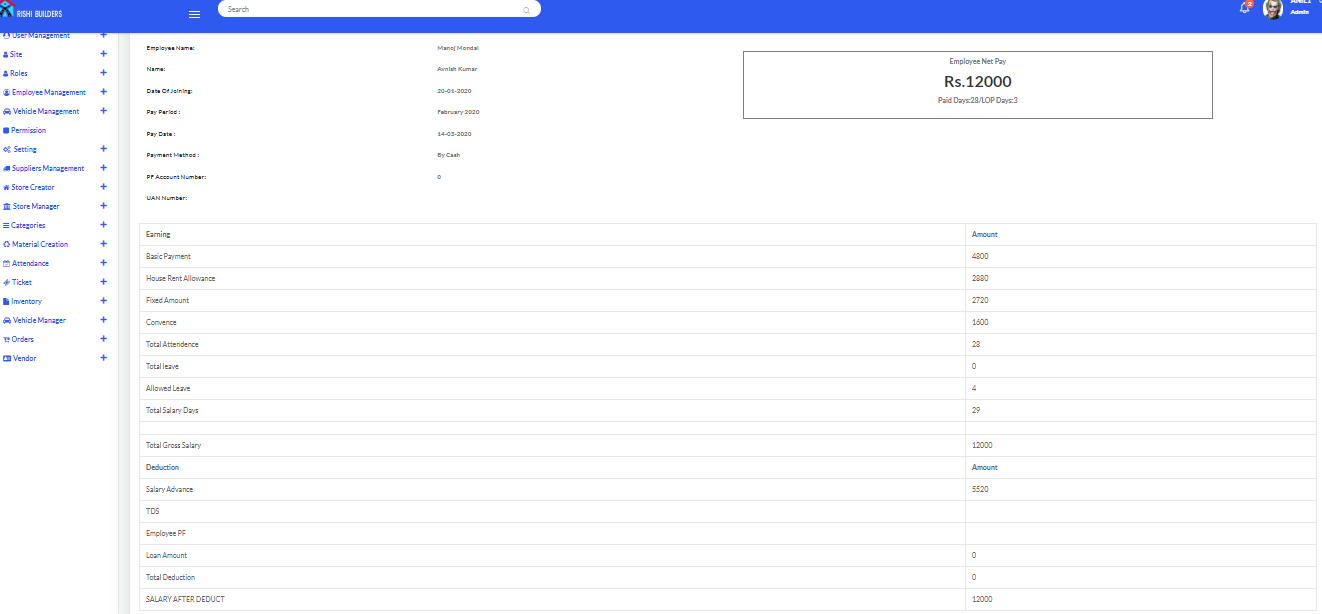 RISHI BUILDERS
Search
2
Admin
User Management
Site
Roles
Employee Management
Vehicle Management
Permission
Setting
Suppliers Management
Store Creator
Store Manager
Categories
Material Creation
Attendance
Ticket
Inventory
Vehicle Manager
Orders
Vendor
Employee Name: Manoj Mondal
Name: Avnish Kumar
Date Of Joining: 20-01-2020
Pay Period : February 2020
Pay Date : 14-03-2020
Payment Method : By Cash
PF Account Number: 0
UAN Number:
Employee Net Pay
Rs.12000
Paid Days:28/LOP Days:3
Earning Amount
Basic Payment 4800
House Rent Allowance 2880
Fixed Amount 2720
Convence 1600
Total Attendence 28
Total leave 0
Allowed Leave 4
Total Salary Days 29
Total Gross Salary 12000
Deduction Amount
Salary Advance 5520
TDS
Employee PF
Loan Amount 0
Total Deduction 0
SALARY AFTER DEDUCT 12000